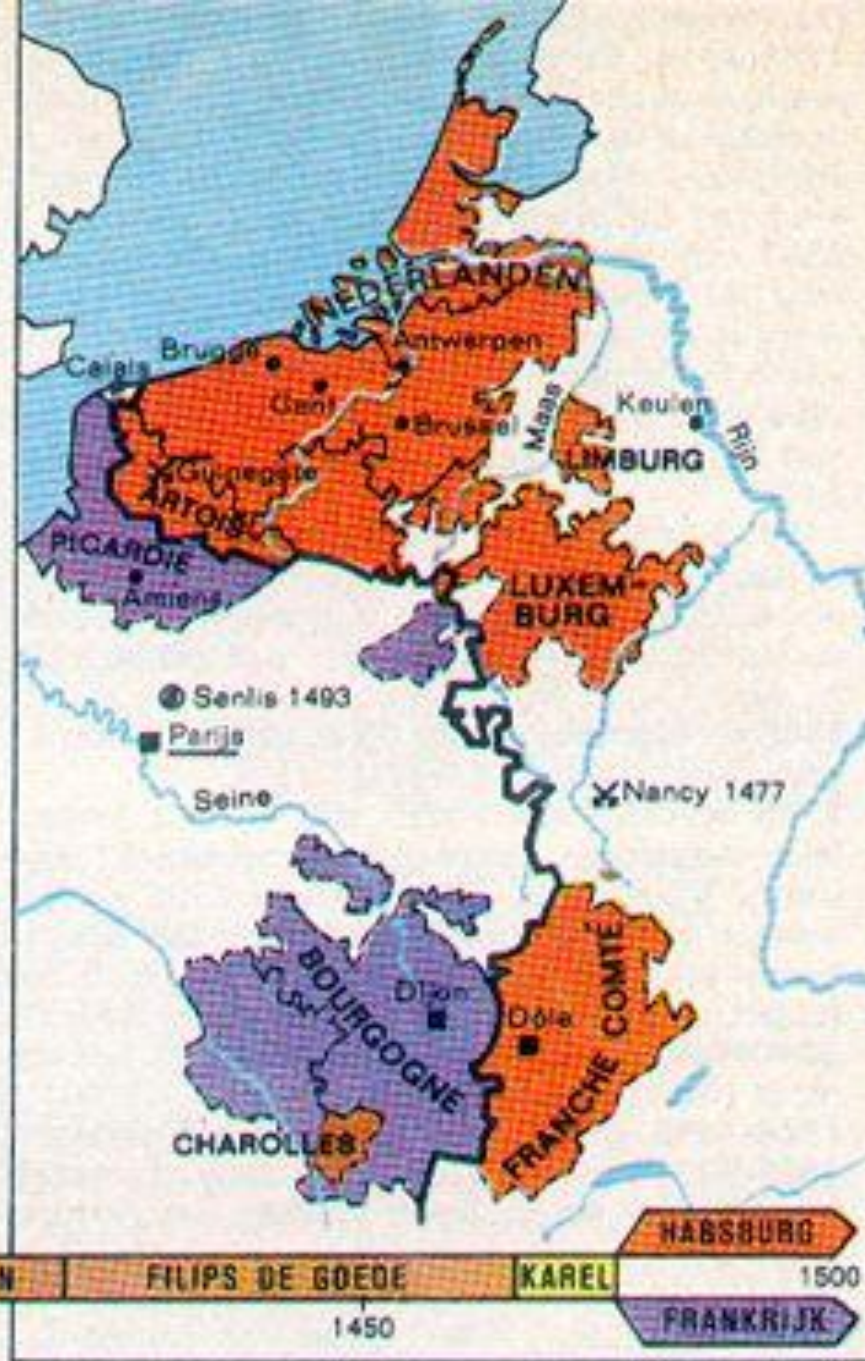 NEDERLANDEN
Antwerpen
Brugge
Calais
Gent
Brussel
Maas
Keulen
Rijn
LIMBURG
Guinegate
ARTOIS
PICARDIE
Amiens
LUXEM-
BURG
Senlis 1493
Parijs
Seine
Nancy 1477
BOURGOGNE
Dijon
Dôle
FRANCHE COMTÉ
CHAROLLES
HABSBURG
N
FILIPS DE GOEDE
KAREL
1500
1450
FRANKRIJK